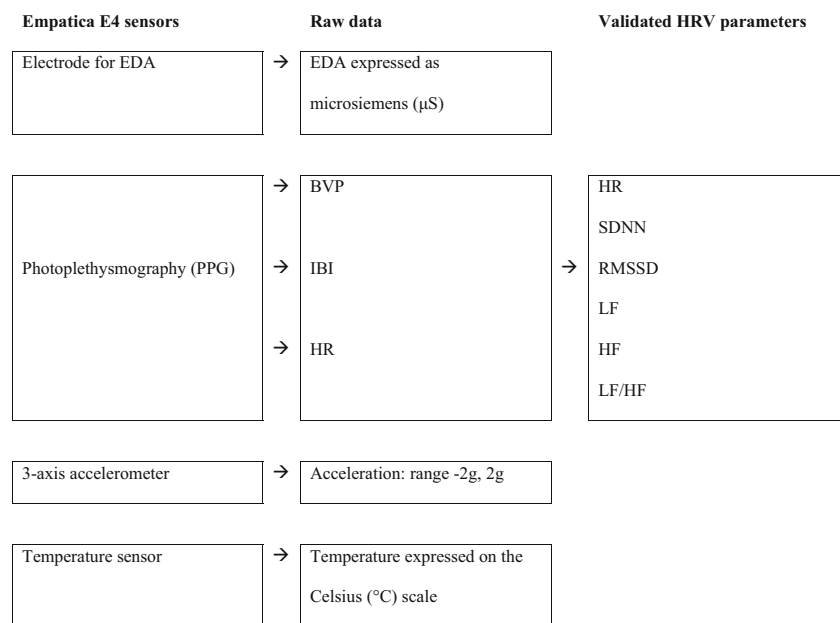 Empatica E4 sensors → Raw data Validated HRV parameters
Electrode for EDA → EDA expressed as
microsiemens (μS)
→ BVP HR
SDNN
Photoplethysmography (PPG) → IBI → RMSSD
LF
→ HR HF
LF/HF
3-axis accelerometer → Acceleration: range -2g, 2g
Temperature sensor → Temperature expressed on the
Celsius (°C) scale